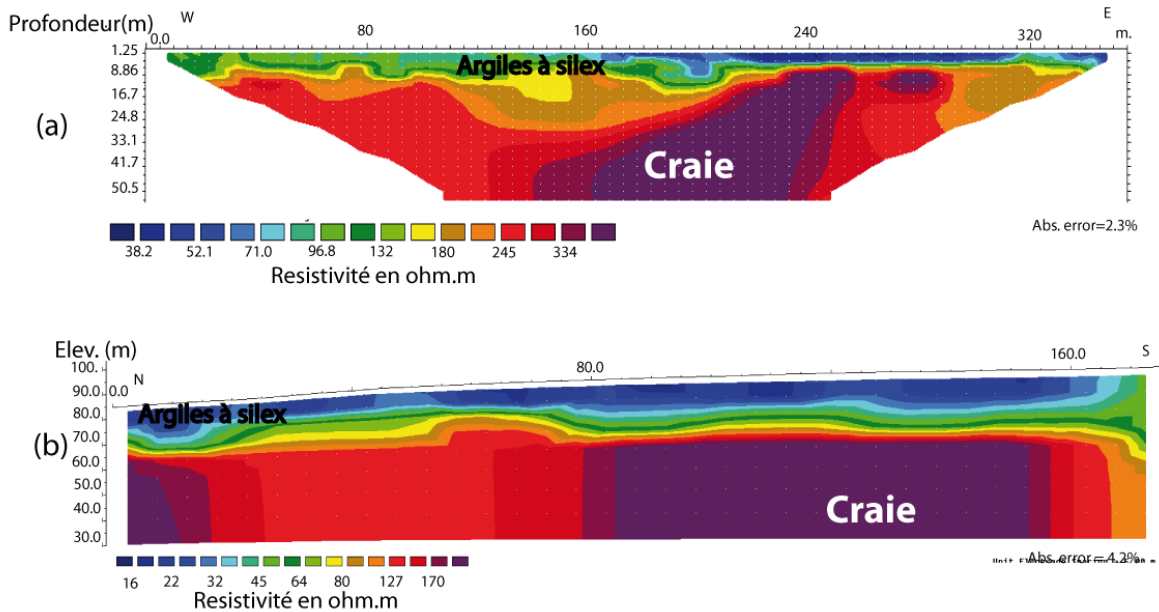 Profondeur(m)
W
E
0.0 80 160 240 320 m.
1.25
8.86
16.7
24.8
33.1
41.7
50.5
Argiles à silex
(a)
Craie
38.2 52.1 71.0 96.8 132 180 245 334
Abs. error=2.3%
Resistivité en ohm.m
Elev. (m)
N
S
0.0 80.0 160.0
100.
90.0
80.0
70.0
60.0
50.0
40.0
30.0
Argiles à silex
(b)
Craie
16 22 32 45 64 80 127 170
Abs. error = 4.2%
Resistivité en ohm.m